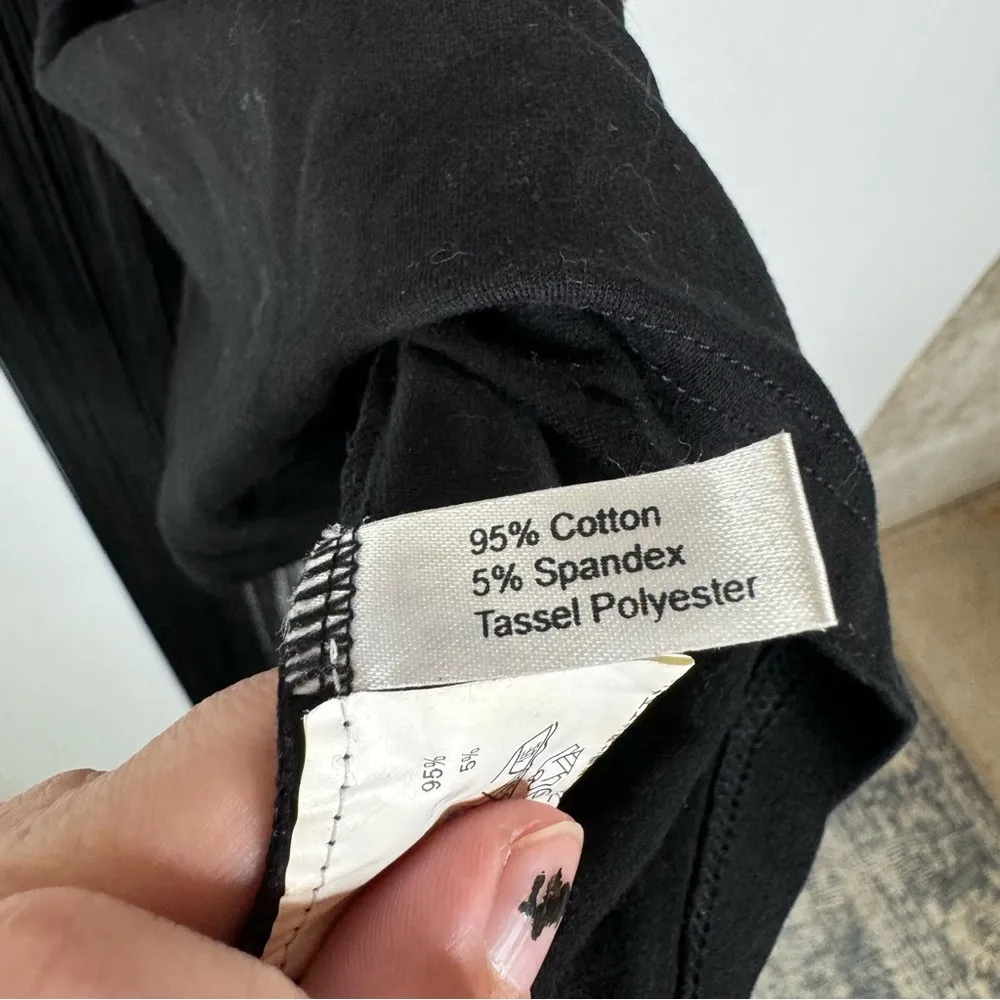 95% Cotton
5% Spandex
Tassel Polyester
95%
5%